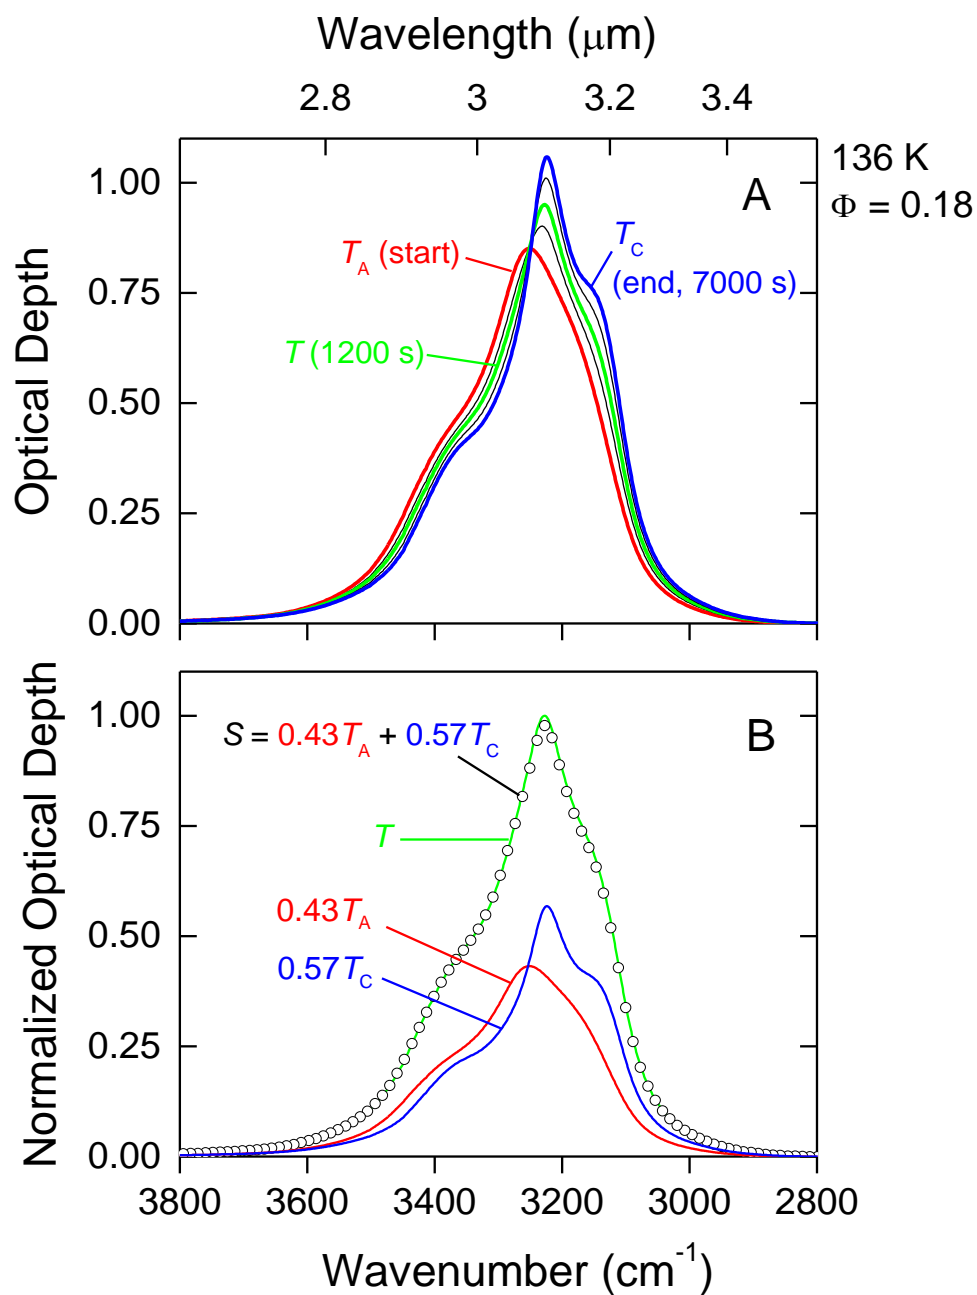 Wavelength (μm)
2.8 3 3.2 3.4
136 K
Φ = 0.18
A
1.00
0.75
0.50
0.25
0.00
Optical Depth
T_A (start)
T_C
(end, 7000 s)
T (1200 s)
B
S = 0.43T_A + 0.57T_C
T
0.43T_A
0.57T_C
1.00
0.75
0.50
0.25
0.00
Normalized Optical Depth
3800 3600 3400 3200 3000 2800
Wavenumber (cm⁻¹)